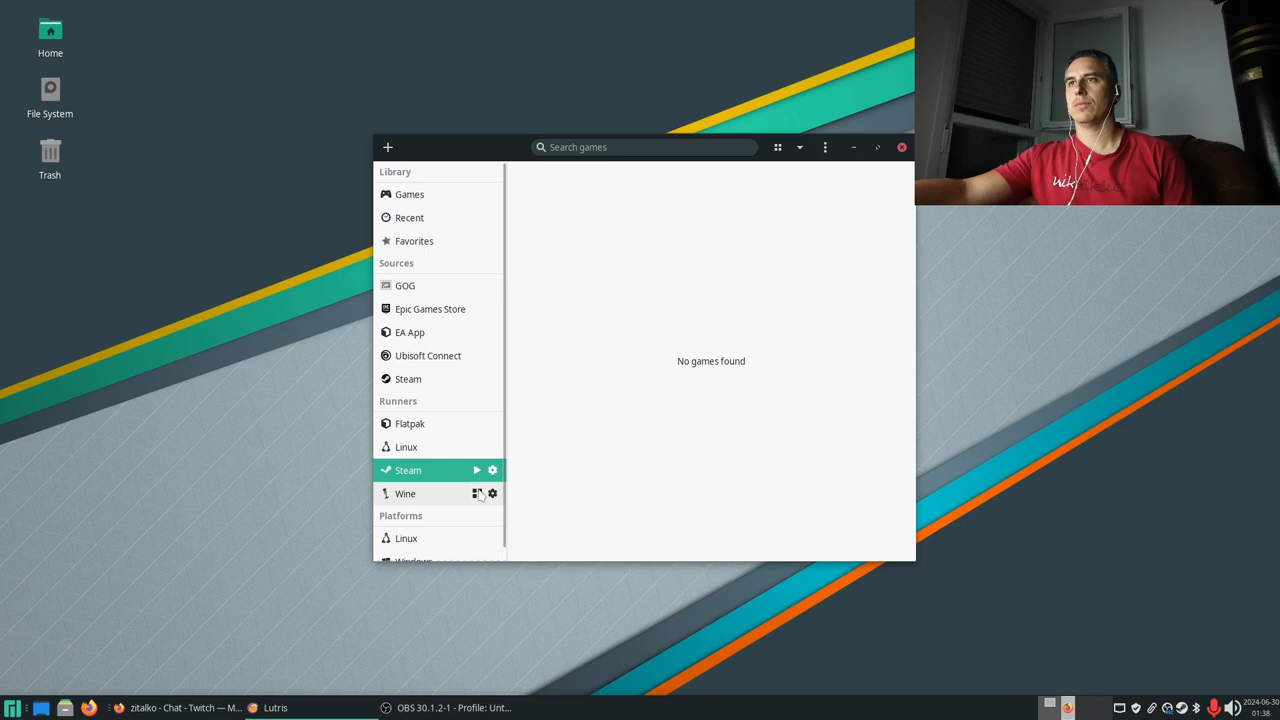 Home
File System
Trash
Search games
Library
Games
Recent
Favorites
Sources
GOG
Epic Games Store
EA App
Ubisoft Connect
Steam
Runners
Flatpak
Linux
Steam
Wine
Platforms
Linux
Windows
No games found
zitalko - Chat - Twitch — M...
Lutris
OBS 30.1.2-1 - Profile: Unt...
2024-06-30
01:38